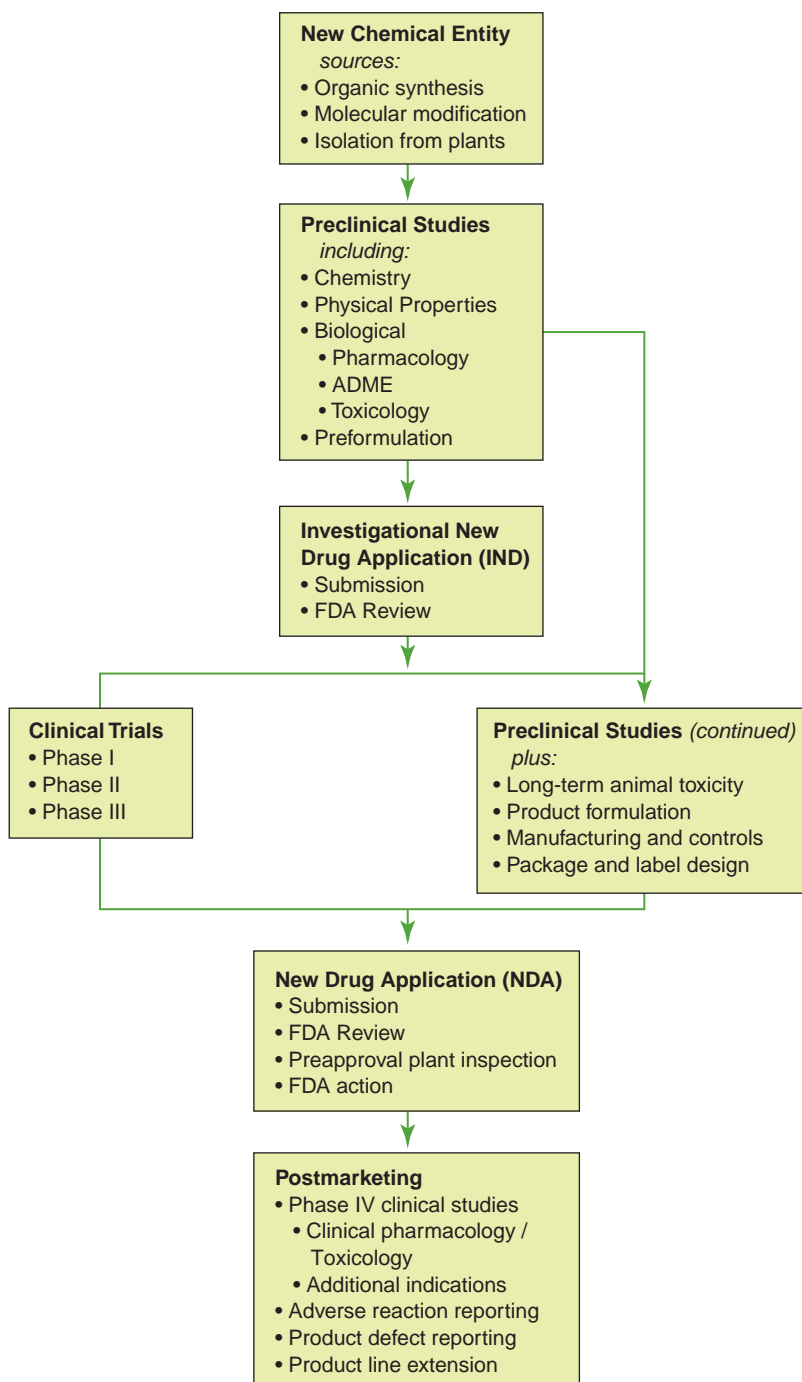 New Chemical Entity
sources:
• Organic synthesis
• Molecular modification
• Isolation from plants
Preclinical Studies
including:
• Chemistry
• Physical Properties
• Biological
• Pharmacology
• ADME
• Toxicology
• Preformulation
Investigational New
Drug Application (IND)
• Submission
• FDA Review
Clinical Trials
• Phase I
• Phase II
• Phase III
Preclinical Studies (continued)
plus:
• Long-term animal toxicity
• Product formulation
• Manufacturing and controls
• Package and label design
New Drug Application (NDA)
• Submission
• FDA Review
• Preapproval plant inspection
• FDA action
Postmarketing
• Phase IV clinical studies
• Clinical pharmacology /
Toxicology
• Additional indications
• Adverse reaction reporting
• Product defect reporting
• Product line extension